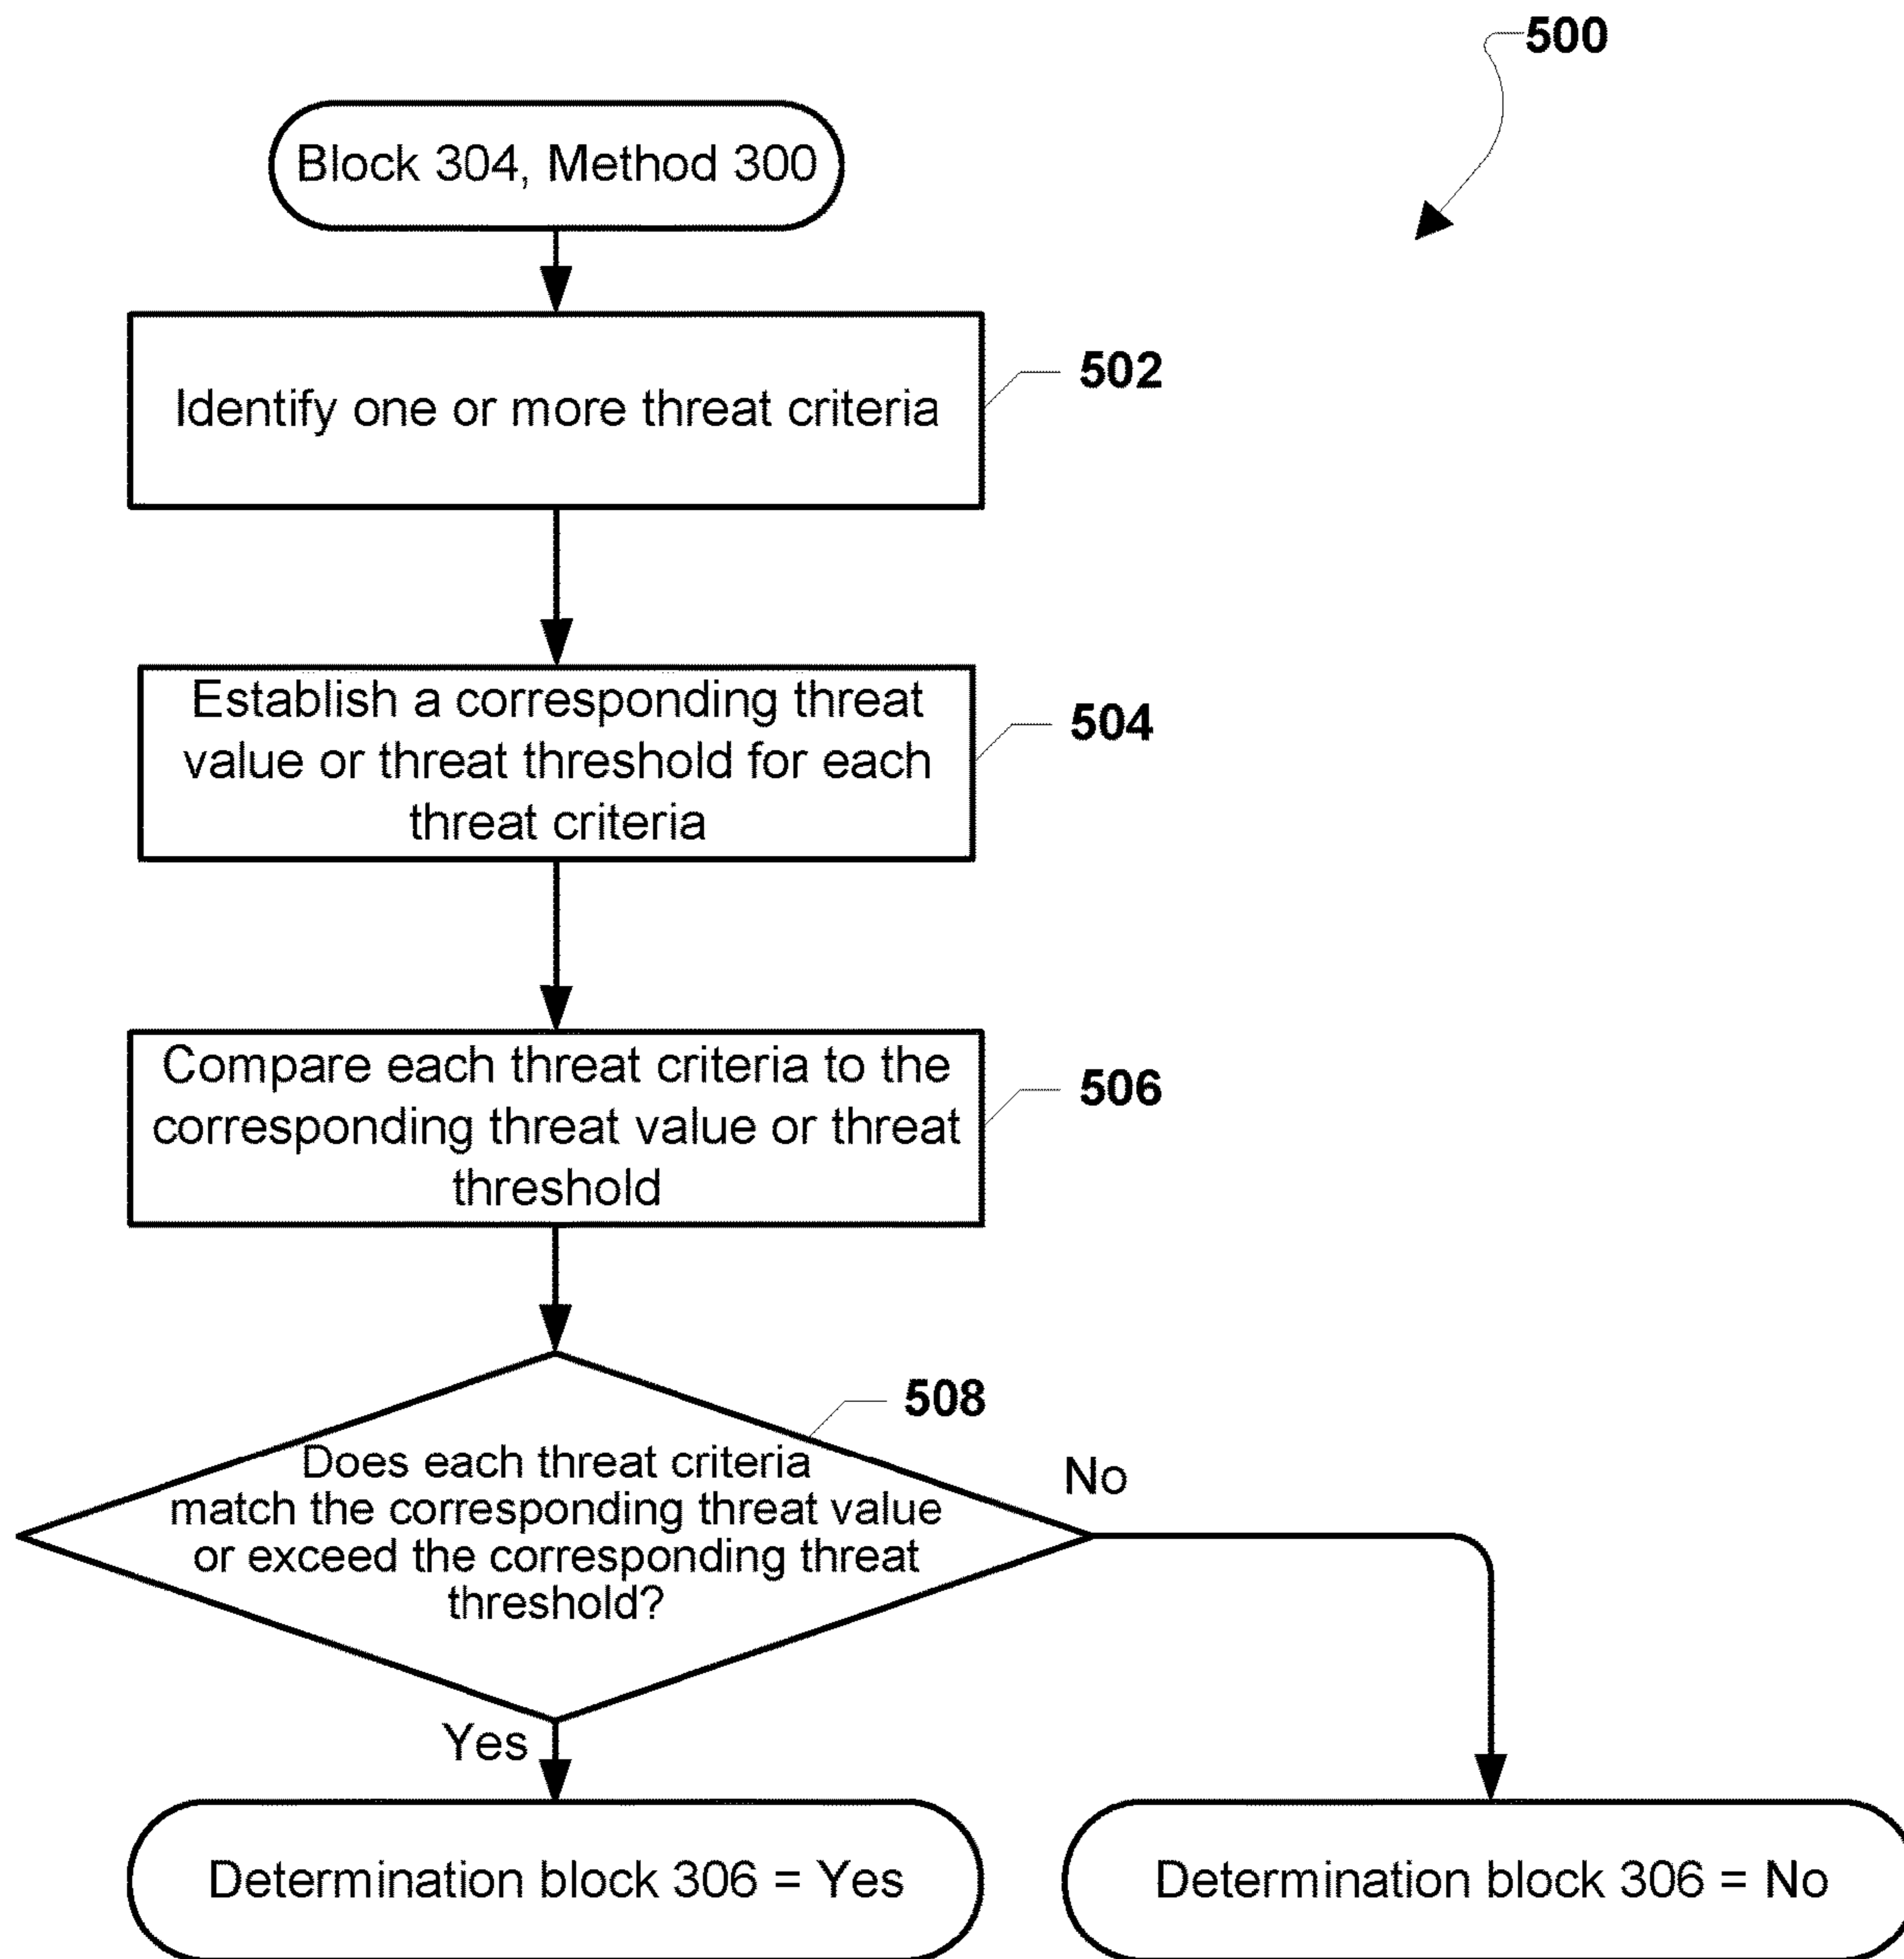 500
Block 304, Method 300
Identify one or more threat criteria
502
Establish a corresponding threat
value or threat threshold for each
threat criteria
504
Compare each threat criteria to the
corresponding threat value or threat
threshold
506
508
Does each threat criteria
match the corresponding threat value
or exceed the corresponding threat
threshold?
No
Yes
Determination block 306 = Yes
Determination block 306 = No